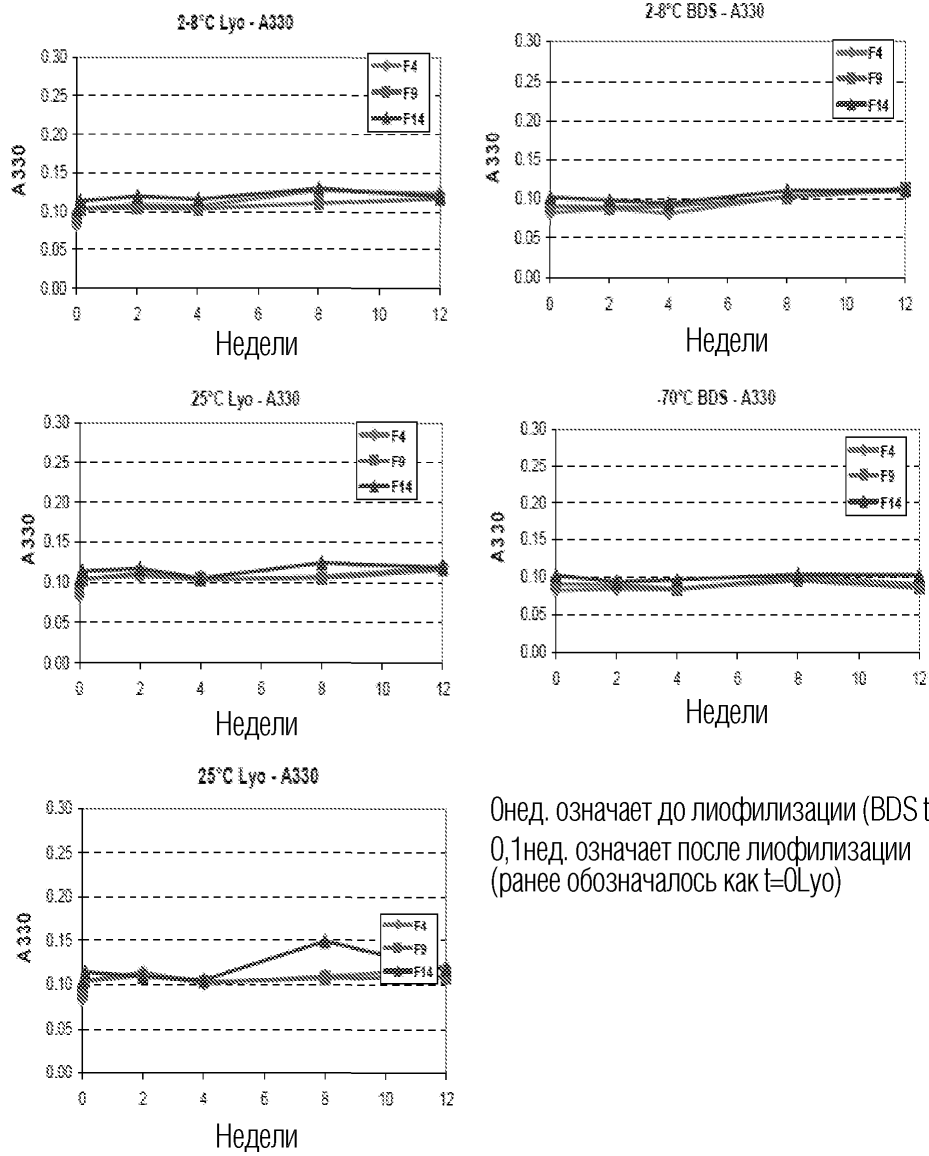 2-8°C Lyo - A330
0.30
0.25
0.20
0.15
0.10
0.05
0.00
A330
F4
F9
F14
0 2 4 6 8 10 12
Недели
2-8°C BDS - A330
0.30
0.25
0.20
0.15
0.10
0.05
0.00
A330
F4
F9
F14
0 2 4 6 8 10 12
Недели
25°C Lyo - A330
0.30
0.25
0.20
0.15
0.10
0.05
0.00
A330
F4
F9
F14
0 2 4 6 8 10 12
Недели
-70°C BDS - A330
0.30
0.25
0.20
0.15
0.10
0.05
0.00
A330
F4
F9
F14
0 2 4 6 8 10 12
Недели
25°C Lyo - A330
0.30
0.25
0.20
0.15
0.10
0.05
0.00
A330
F4
F9
F14
0 2 4 6 8 10 12
Недели
0нед. означает до лиофилизации (BDS t
0,1нед. означает после лиофилизации
(ранее обозначалось как t=0Lyo)